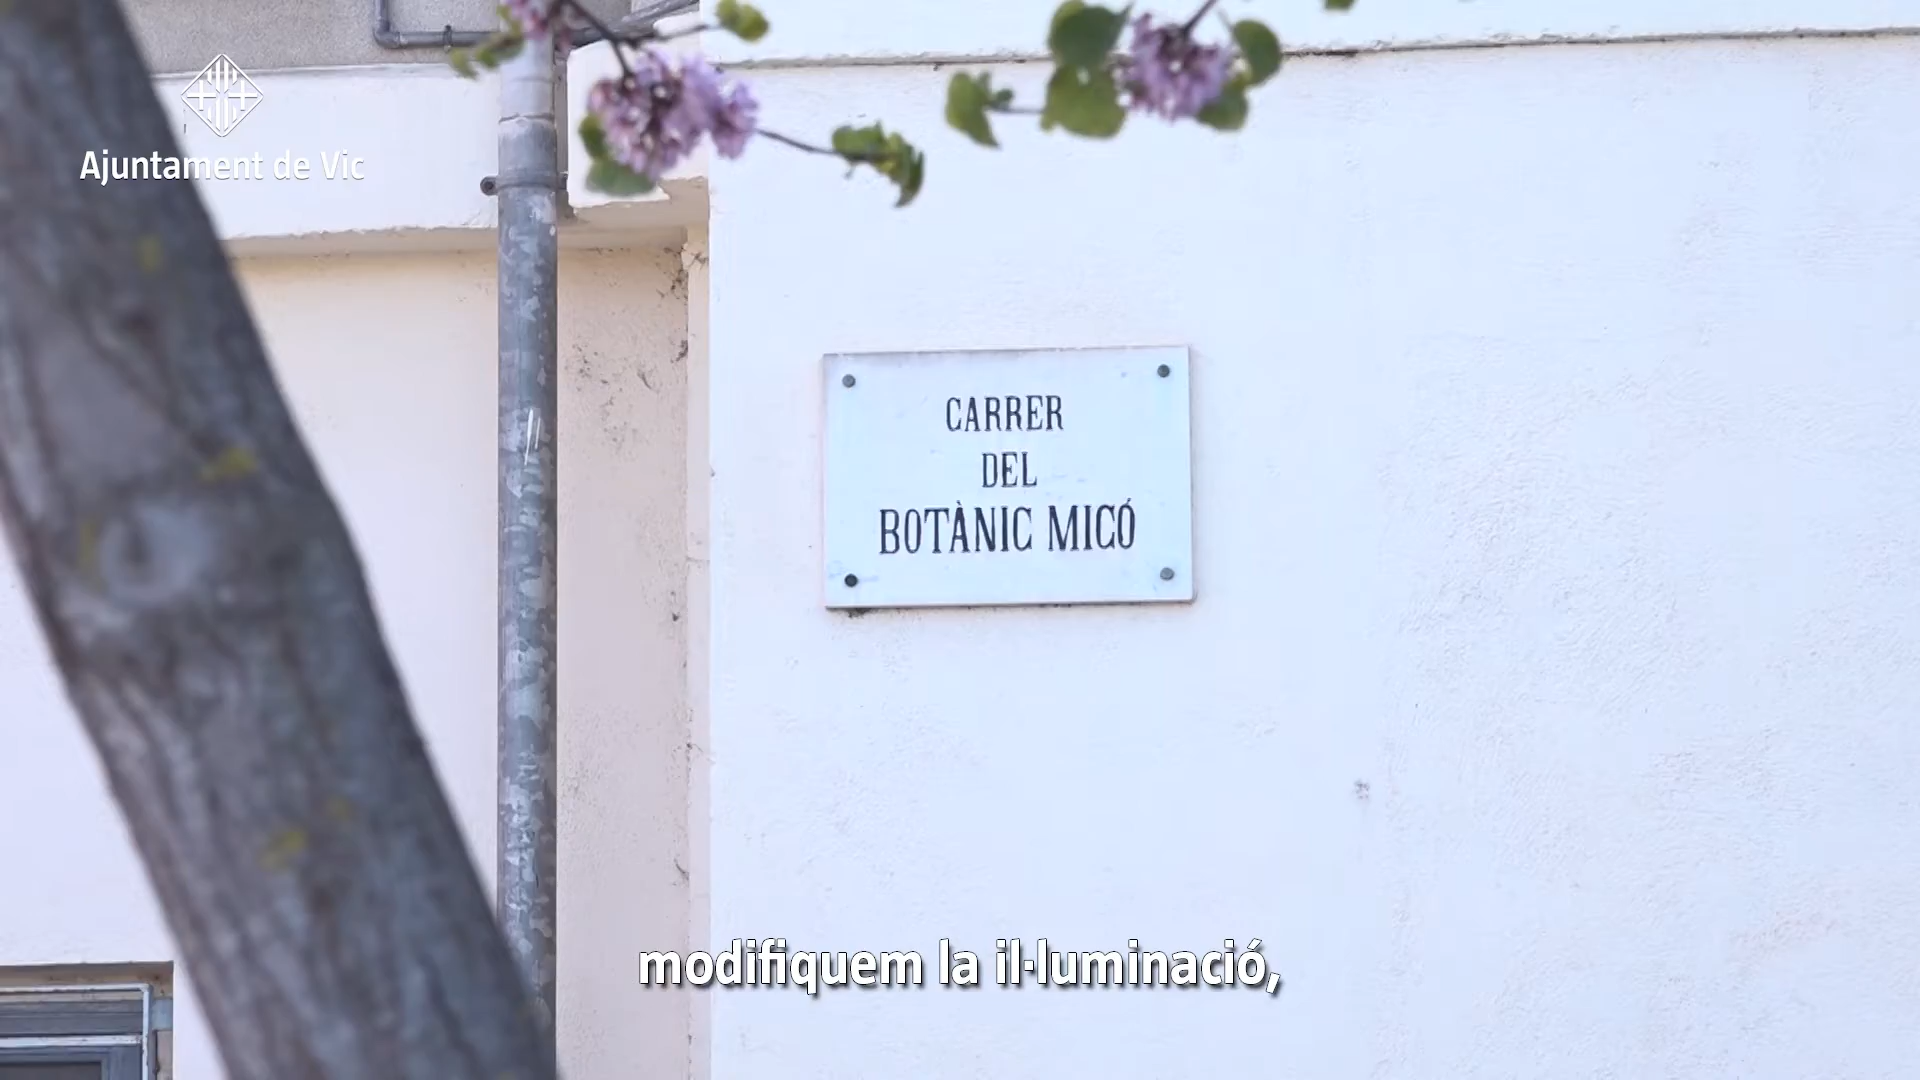 Ajuntament de Vic
CARRER
DEL
BOTÀNIC MICÓ
modifiquem la il·luminació,